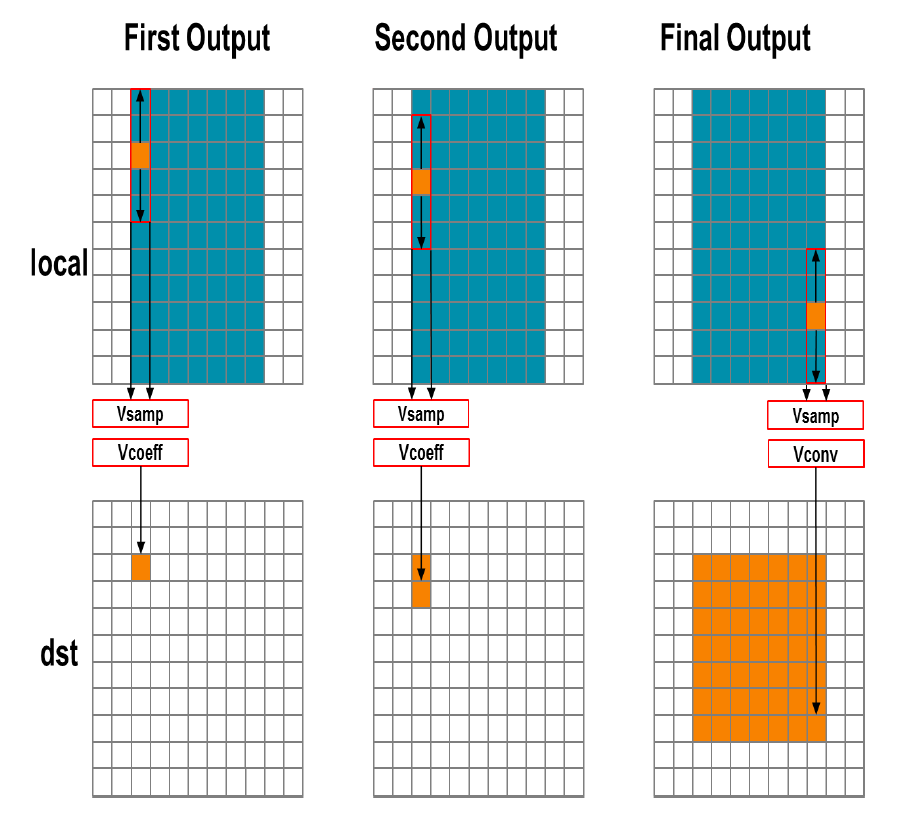 First Output
Second Output
Final Output
local
Vsamp
Vsamp
Vsamp
Vcoeff
Vcoeff
Vconv
dst